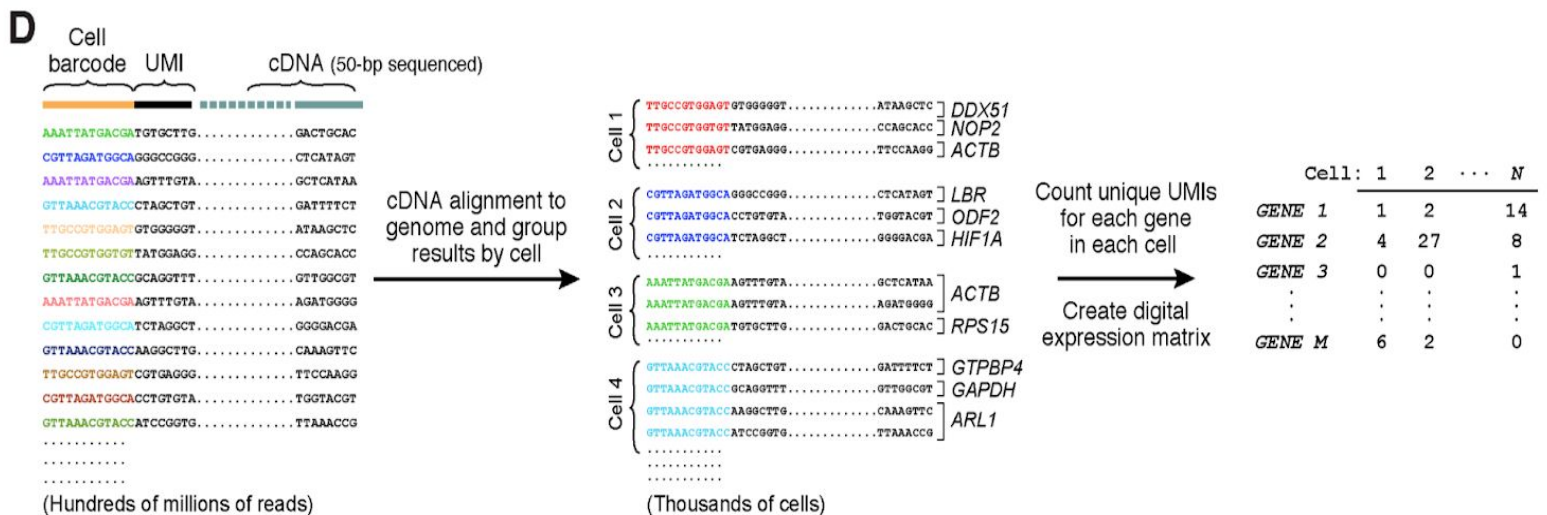 D
Cell barcode UMI cDNA (50-bp sequenced)
AAATTATGACGATGTGCTTG...........GACTGCAC
CGTTAGATGGCAGGGCCGGG...........CTCATAGT
AAATTATGACGAAGTTTGTA...........GCTCATAA
GTTAAACGTACCCTAGCTGT...........GATTTTCT
TTGCCGTGGAGTGTGGGGGT...........ATAAGCTC
TTGCCGTGGTGTTATGGAGG...........CCAGCACC
GTTAAACGTACCGCAGGTTT...........GTTGGCGT
AAATTATGACGAAGTTTGTA...........AGATGGGG
CGTTAGATGGCATCTAGGCT...........GGGGACGA
GTTAAACGTACCAAGGCTTG...........CAAAGTTC
TTGCCGTGGAGTCGTGAGGG...........TTCCAAGG
CGTTAGATGGCACCTGTGTA...........TGGTACGT
GTTAAACGTACCATCCGGTG...........TTAAACCG
...........
...........
...........
(Hundreds of millions of reads)
cDNA alignment to
genome and group
results by cell
Cell 1
TTGCCGTGGAGTGTGGGGGT...........ATAAGCTC DDX51
TTGCCGTGGTGTTATGGAGG...........CCAGCACC NOP2
TTGCCGTGGAGTCGTGAGGG...........TTCCAAGG ACTB
...........
Cell 2
CGTTAGATGGCAGGGCCGGG...........CTCATAGT LBR
CGTTAGATGGCACCTGTGTA...........TGGTACGT ODF2
CGTTAGATGGCATCTAGGCT...........GGGGACGA HIF1A
...........
Cell 3
AAATTATGACGAAGTTTGTA...........GCTCATAA ACTB
AAATTATGACGAAGTTTGTA...........AGATGGGG
AAATTATGACGATGTGCTTG...........GACTGCAC RPS15
...........
Cell 4
GTTAAACGTACCCTAGCTGT...........GATTTTCT GTPBP4
GTTAAACGTACCGCAGGTTT...........GTTGGCGT GAPDH
GTTAAACGTACCAAGGCTTG...........CAAAGTTC ARL1
GTTAAACGTACCATCCGGTG...........TTAAACCG
...........
...........
...........
(Thousands of cells)
Count unique UMIs
for each gene
in each cell
Create digital
expression matrix
Cell: 1 2 ... N
GENE 1 1 2 14
GENE 2 4 27 8
GENE 3 0 0 1
. . . .
. . . .
GENE M 6 2 0